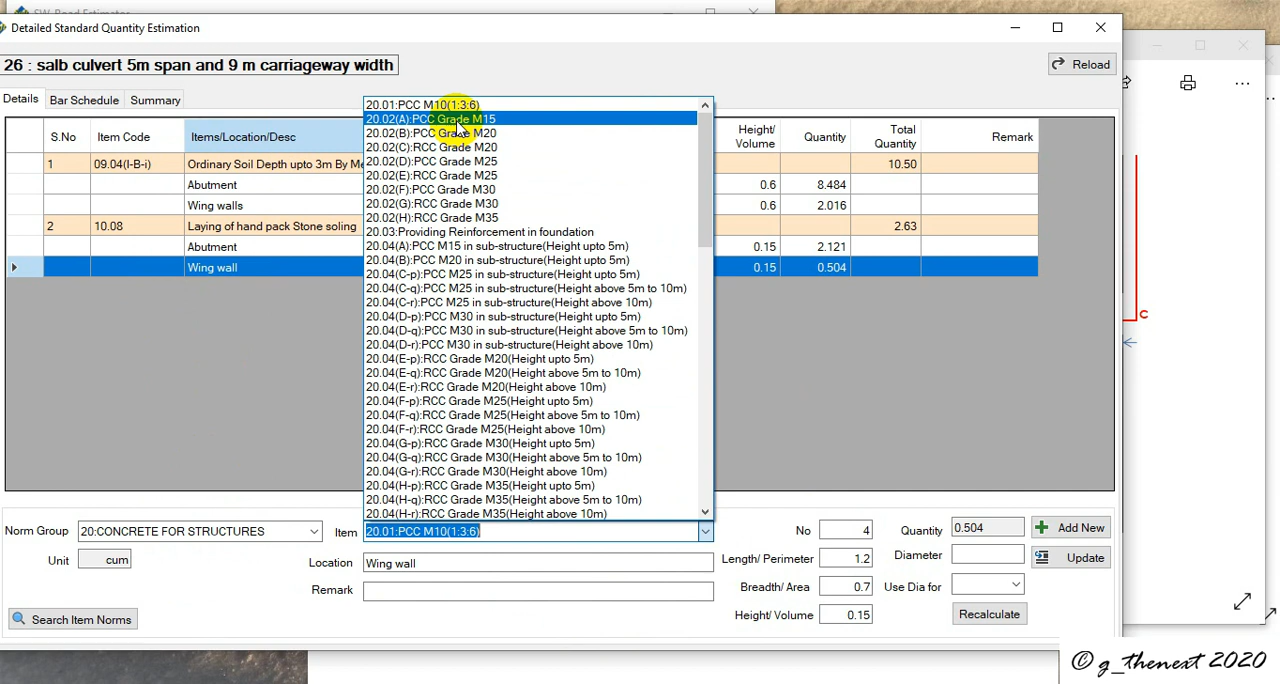 SW Road Estimator
Detailed Standard Quantity Estimation
26 : salb culvert 5m span and 9 m carriageway width
Reload
Details Bar Schedule Summary
S.No Item Code Items/Location/Desc Height/ Volume Quantity Total Quantity Remark
1 09.04(I-B-i) Ordinary Soil Depth upto 3m By Me 10.50
Abutment 0.6 8.484
Wing walls 0.6 2.016
2 10.08 Laying of hand pack Stone soling 2.63
Abutment 0.15 2.121
Wing wall 0.15 0.504
20.01:PCC M10(1:3:6)
20.02(A):PCC Grade M15
20.02(B):PCC Grade M20
20.02(C):RCC Grade M20
20.02(D):PCC Grade M25
20.02(E):RCC Grade M25
20.02(F):PCC Grade M30
20.02(G):RCC Grade M30
20.02(H):RCC Grade M35
20.03:Providing Reinforcement in foundation
20.04(A):PCC M15 in sub-structure(Height upto 5m)
20.04(B):PCC M20 in sub-structure(Height upto 5m)
20.04(C-p):PCC M25 in sub-structure(Height upto 5m)
20.04(C-q):PCC M25 in sub-structure(Height above 5m to 10m)
20.04(C-r):PCC M25 in sub-structure(Height above 10m)
20.04(D-p):PCC M30 in sub-structure(Height upto 5m)
20.04(D-q):PCC M30 in sub-structure(Height above 5m to 10m)
20.04(D-r):PCC M30 in sub-structure(Height above 10m)
20.04(E-p):RCC Grade M20(Height upto 5m)
20.04(E-q):RCC Grade M20(Height above 5m to 10m)
20.04(E-r):RCC Grade M20(Height above 10m)
20.04(F-p):RCC Grade M25(Height upto 5m)
20.04(F-q):RCC Grade M25(Height above 5m to 10m)
20.04(F-r):RCC Grade M25(Height above 10m)
20.04(G-p):RCC Grade M30(Height upto 5m)
20.04(G-q):RCC Grade M30(Height above 5m to 10m)
20.04(G-r):RCC Grade M30(Height above 10m)
20.04(H-p):RCC Grade M35(Height upto 5m)
20.04(H-q):RCC Grade M35(Height above 5m to 10m)
20.04(H-r):RCC Grade M35(Height above 10m)
C
Norm Group 20:CONCRETE FOR STRUCTURES Item 20.01:PCC M10(1:3:6) No 4 Quantity 0.504 Add New
Unit cum Location Wing wall Length/ Perimeter 1.2 Diameter Update
Remark Breadth/ Area 0.7 Use Dia for
Search Item Norms Height/ Volume 0.15 Recalculate
© g_thenext 2020